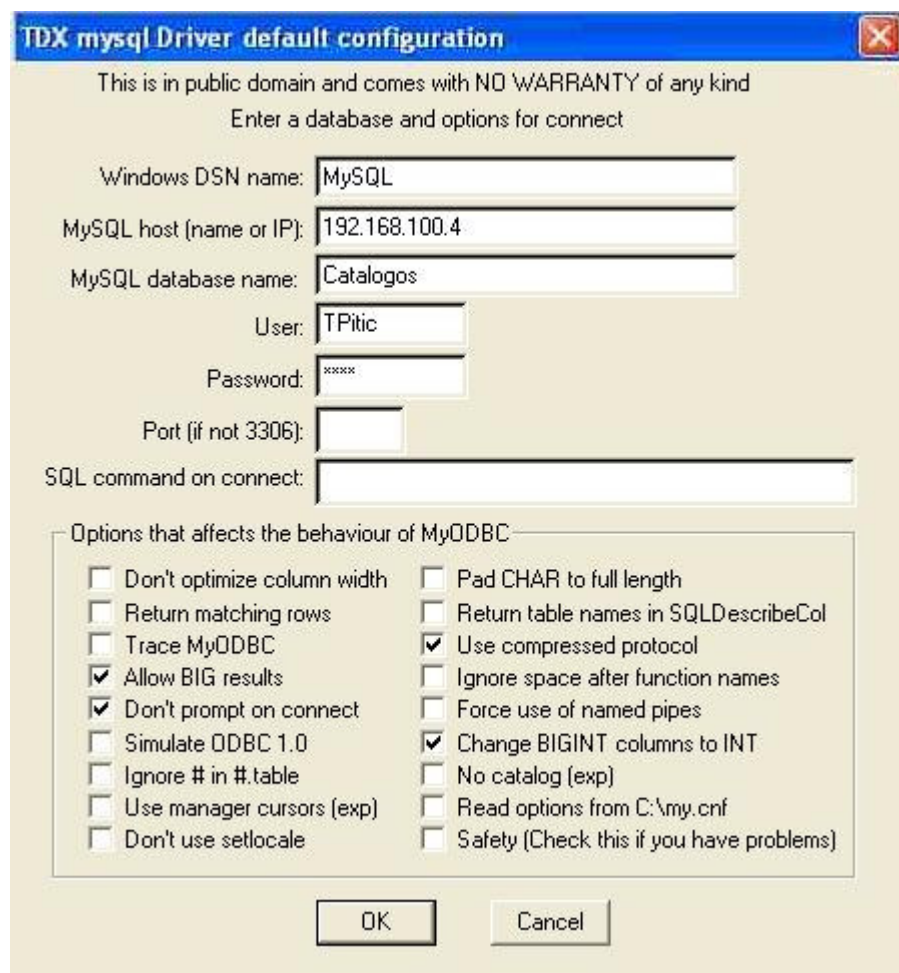 TDX mysql Driver default configuration
This is in public domain and comes with NO WARRANTY of any kind
Enter a database and options for connect
Windows DSN name: MySQL
MySQL host (name or IP): 192.168.100.4
MySQL database name: Catalogos
User: TPitic
Password: ****
Port (if not 3306):
SQL command on connect:
Options that affects the behaviour of MyODBC
Don't optimize column width
Return matching rows
Trace MyODBC
Allow BIG results
Don't prompt on connect
Simulate ODBC 1.0
Ignore # in #.table
Use manager cursors (exp)
Don't use setlocale
Pad CHAR to full length
Return table names in SQLDescribeCol
Use compressed protocol
Ignore space after function names
Force use of named pipes
Change BIGINT columns to INT
No catalog (exp)
Read options from C:\my.cnf
Safety (Check this if you have problems)
OK
Cancel